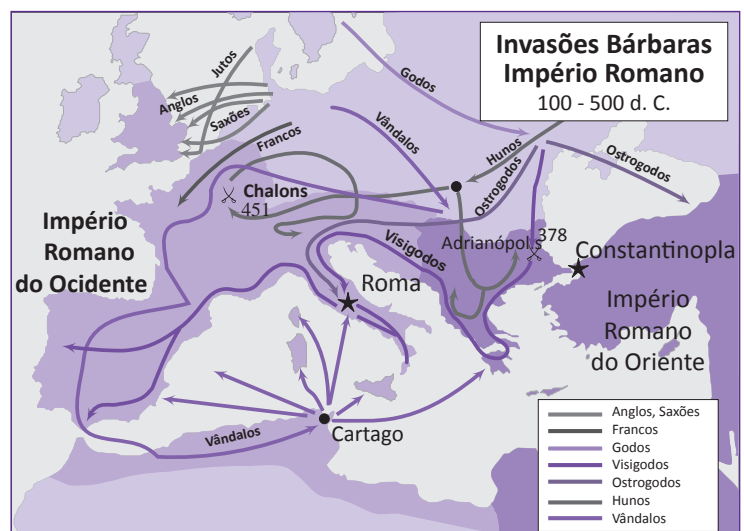 Invasões Bárbaras
Império Romano
100 - 500 d. C.
Jutos
Anglos
Saxões
Francos
Godos
Vândalos
Hunos
Ostrogodos
Ostrogodos
Chalons
451
Visigodos
Adrianópols
378
Constantinopla
Império
Romano
do Ocidente
Roma
Império
Romano
do Oriente
Vândalos
Cartago
Anglos, Saxões
Francos
Godos
Visigodos
Ostrogodos
Hunos
Vândalos